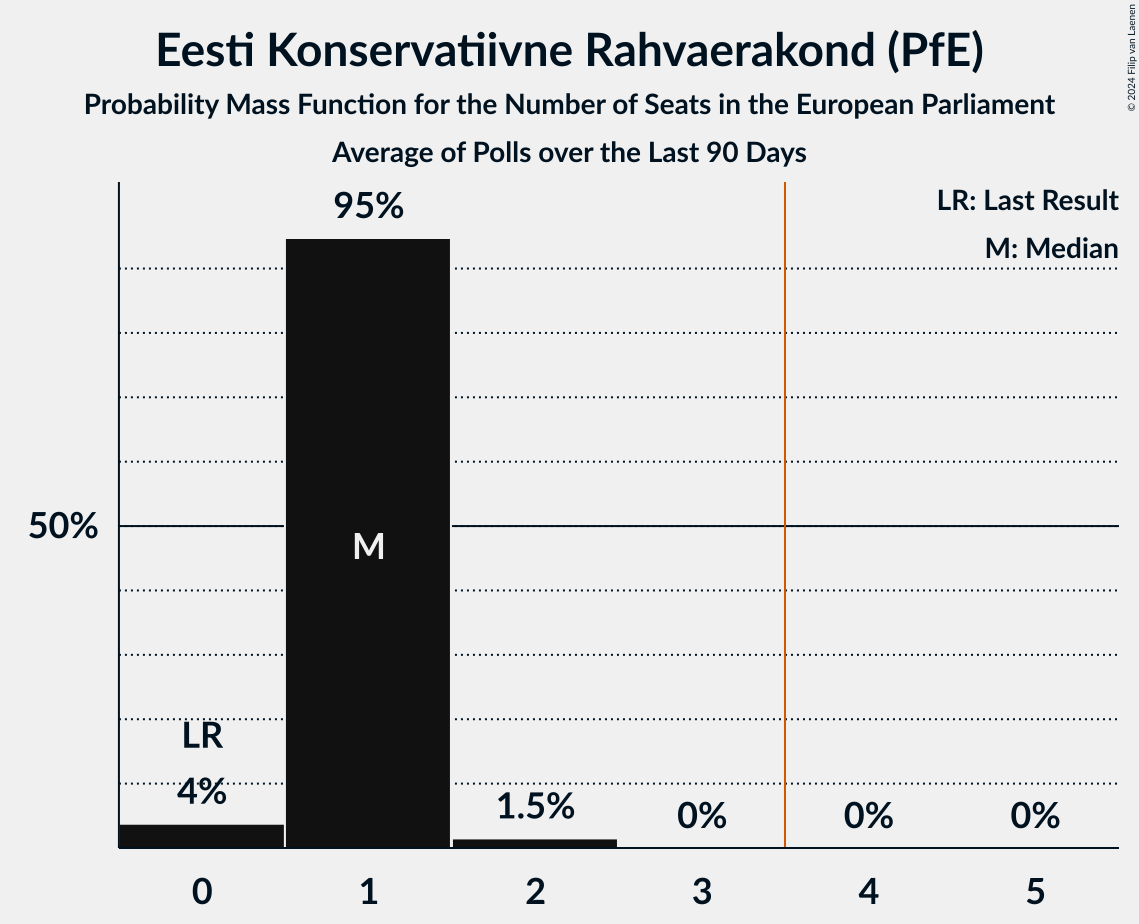 Eesti Konservatiivne Rahvaerakond (PfE)
Probability Mass Function for the Number of Seats in the European Parliament
Average of Polls over the Last 90 Days
© 2024 Filip van Laenen
LR: Last Result
M: Median
95%
50%
M
LR
4%
1.5%
0%
0%
0%
0
1
2
3
4
5